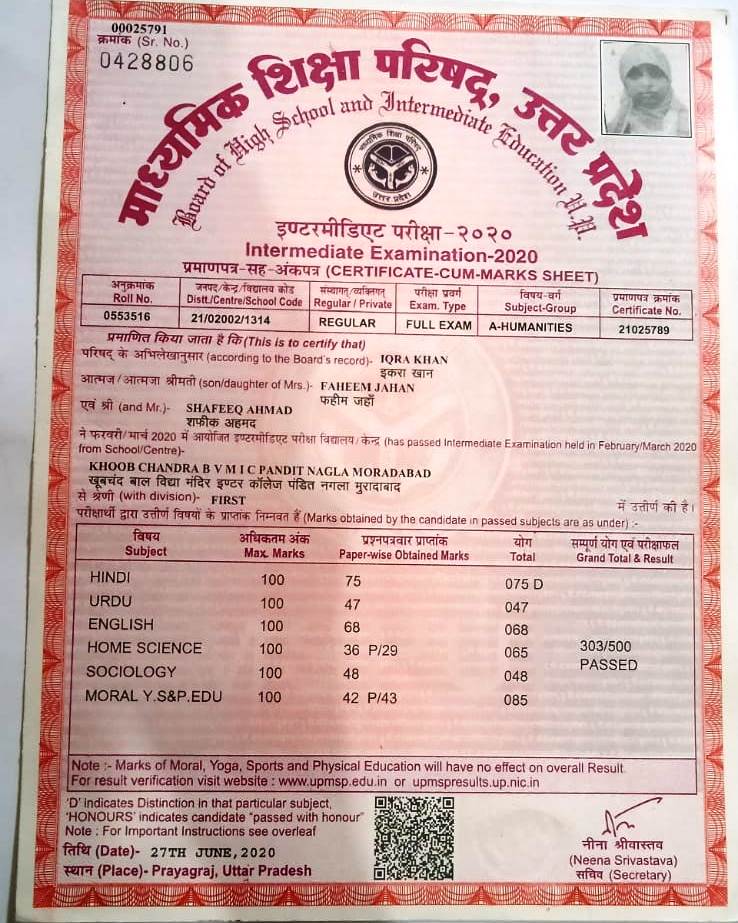 00025791
क्रमांक (Sr. No.)
0428806
माध्यमिक शिक्षा परिषद्, उत्तर प्रदेश
Board of High School and Intermediate Education U.P.
माध्यमिक शिक्षा परिषद
उत्तर प्रदेश
इण्टरमीडिएट परीक्षा-२०२०
Intermediate Examination-2020
प्रमाणपत्र-सह-अंकपत्र (CERTIFICATE-CUM-MARKS SHEET)
अनुक्रमांक जनपद/केन्द्र/विद्यालय कोड संस्थागत/व्यक्तिगत परीक्षा प्रवर्ग विषय-वर्ग प्रमाणपत्र क्रमांक
Roll No. Distt./Centre/School Code Regular / Private Exam. Type Subject-Group Certificate No.
0553516 21/02002/1314 REGULAR FULL EXAM A-HUMANITIES 21025789
प्रमाणित किया जाता है कि (This is to certify that)
परिषद् के अभिलेखानुसार (according to the Board's record)- IQRA KHAN
इकरा खान
आत्मज/आत्मजा श्रीमती (son/daughter of Mrs.)- FAHEEM JAHAN
फहीम जहाँ
एवं श्री (and Mr.)- SHAFEEQ AHMAD
शफीक अहमद
ने फरवरी/मार्च 2020 में आयोजित इण्टरमीडिएट परीक्षा विद्यालय/केन्द्र (has passed Intermediate Examination held in February/March 2020
from School/Centre)-
KHOOB CHANDRA B V M I C PANDIT NAGLA MORADABAD
खूबचंद बाल विद्या मंदिर इण्टर कॉलेज पंडित नगला मुरादाबाद
से श्रेणी (with division)- FIRST में उत्तीर्ण की है।
परीक्षार्थी द्वारा उत्तीर्ण विषयों के प्राप्तांक निम्नवत हैं (Marks obtained by the candidate in passed subjects are as under) :-
विषय अधिकतम अंक प्रश्नपत्रवार प्राप्तांक योग सम्पूर्ण योग एवं परीक्षाफल
Subject Max. Marks Paper-wise Obtained Marks Total Grand Total & Result
HINDI 100 75 075 D
URDU 100 47 047
ENGLISH 100 68 068
HOME SCIENCE 100 36 P/29 065 303/500
SOCIOLOGY 100 48 048 PASSED
MORAL Y.S&P.EDU 100 42 P/43 085
Note :- Marks of Moral, Yoga, Sports and Physical Education will have no effect on overall Result.
For result verification visit website : www.upmsp.edu.in or upmspresults.up.nic.in
'D' indicates Distinction in that particular subject,
'HONOURS' indicates candidate "passed with honour"
Note : For Important Instructions see overleaf
तिथि (Date)- 27TH JUNE,2020
स्थान (Place)- Prayagraj, Uttar Pradesh
नीना श्रीवास्तव
(Neena Srivastava)
सचिव (Secretary)